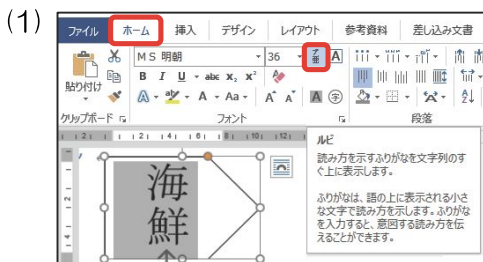 (1)
ファイル ホーム 挿入 デザイン レイアウト 参考資料 差し込み文書
貼り付け
MS 明朝 36 ア亜 A
B I U abc x₂ x²
A aby A Aa A A A 字
クリップボード フォント 段落
ルビ
読み方を示すふりがなを文字列のす
ぐ上に表示します。
ふりがなは、語の上に表示される小さ
な文字で読み方を示します。ふりがな
を入力すると、意図する読み方を伝
えることができます。
海
鮮